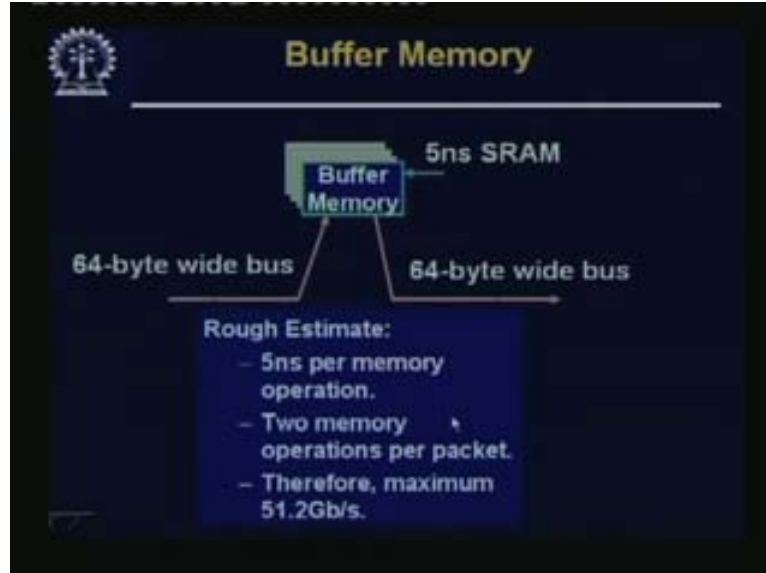 Buffer Memory
5ns SRAM
Buffer
Memory
64-byte wide bus
64-byte wide bus
Rough Estimate:
– 5ns per memory
operation.
– Two memory
operations per packet.
– Therefore, maximum
51.2Gb/s.